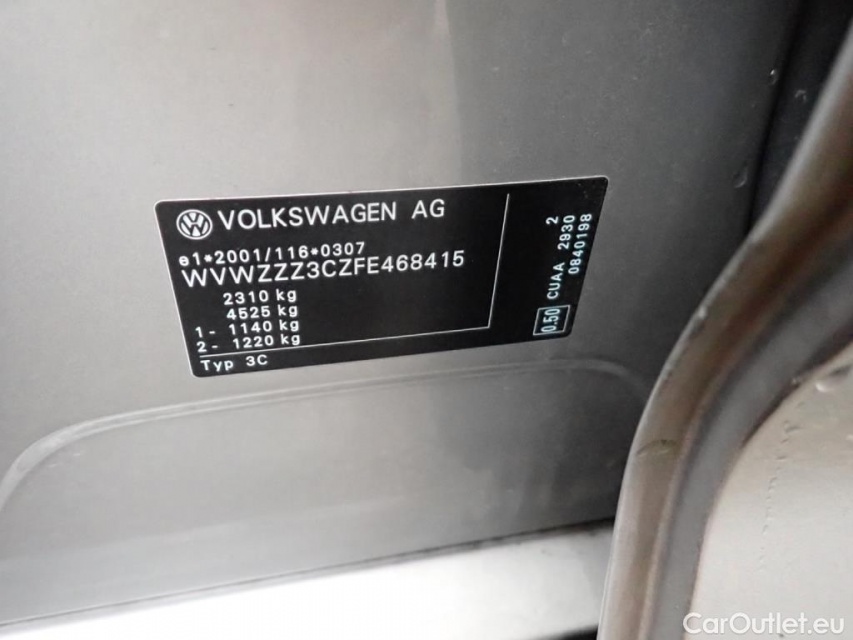 VOLKSWAGEN AG
e1*2001/116*0307
WVWZZZ3CZFE468415
2310 kg
4525 kg
1 - 1140 kg
2 - 1220 kg
Typ 3C
2
CUAA 2930
0.50 0840198
CarOutlet.eu